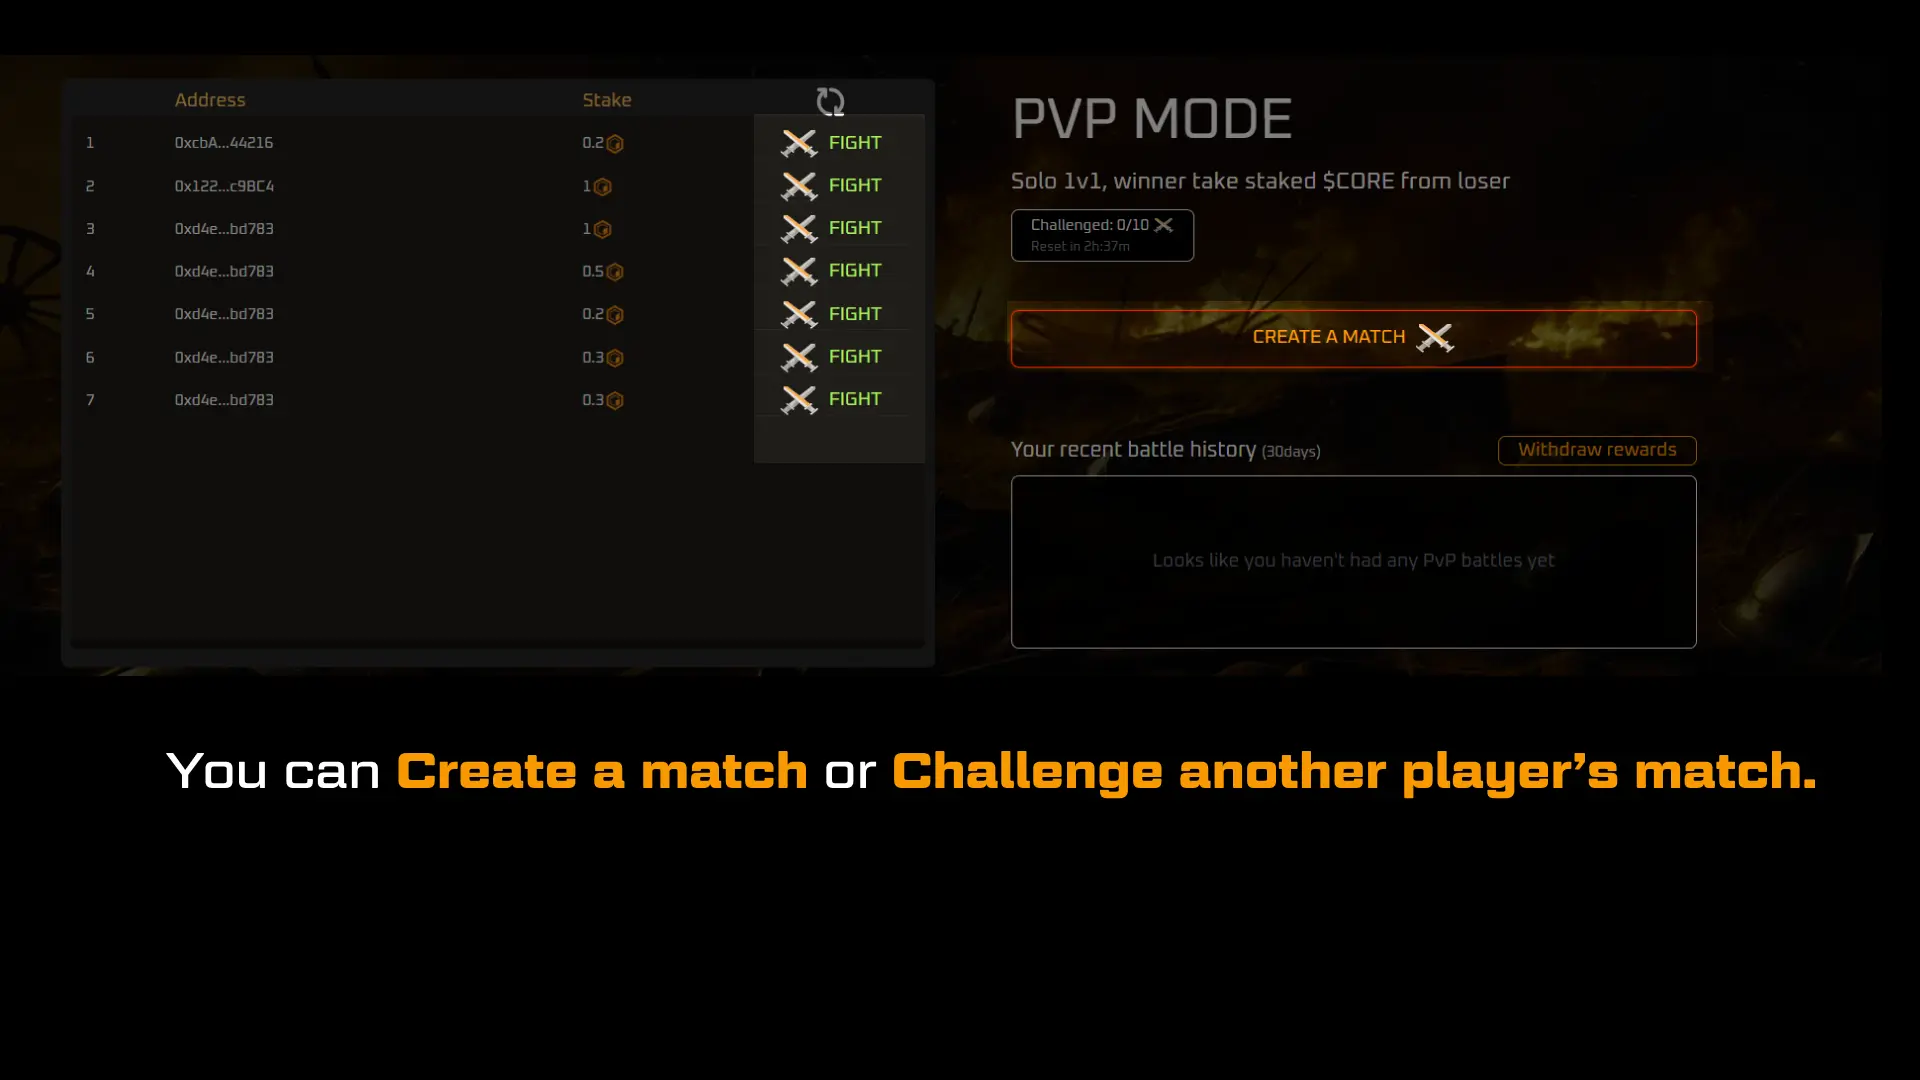 Address Stake
1 0xcbA...44216 0.2 FIGHT
2 0x122...c9BC4 1 FIGHT
3 0xd4e...bd783 1 FIGHT
4 0xd4e...bd783 0.5 FIGHT
5 0xd4e...bd783 0.2 FIGHT
6 0xd4e...bd783 0.3 FIGHT
7 0xd4e...bd783 0.3 FIGHT
PVP MODE
Solo 1v1, winner take staked $CORE from loser
Challenged: 0/10
Reset in 2h:37m
CREATE A MATCH
Your recent battle history (30days)
Withdraw rewards
Looks like you haven't had any PvP battles yet
You can Create a match or Challenge another player’s match.